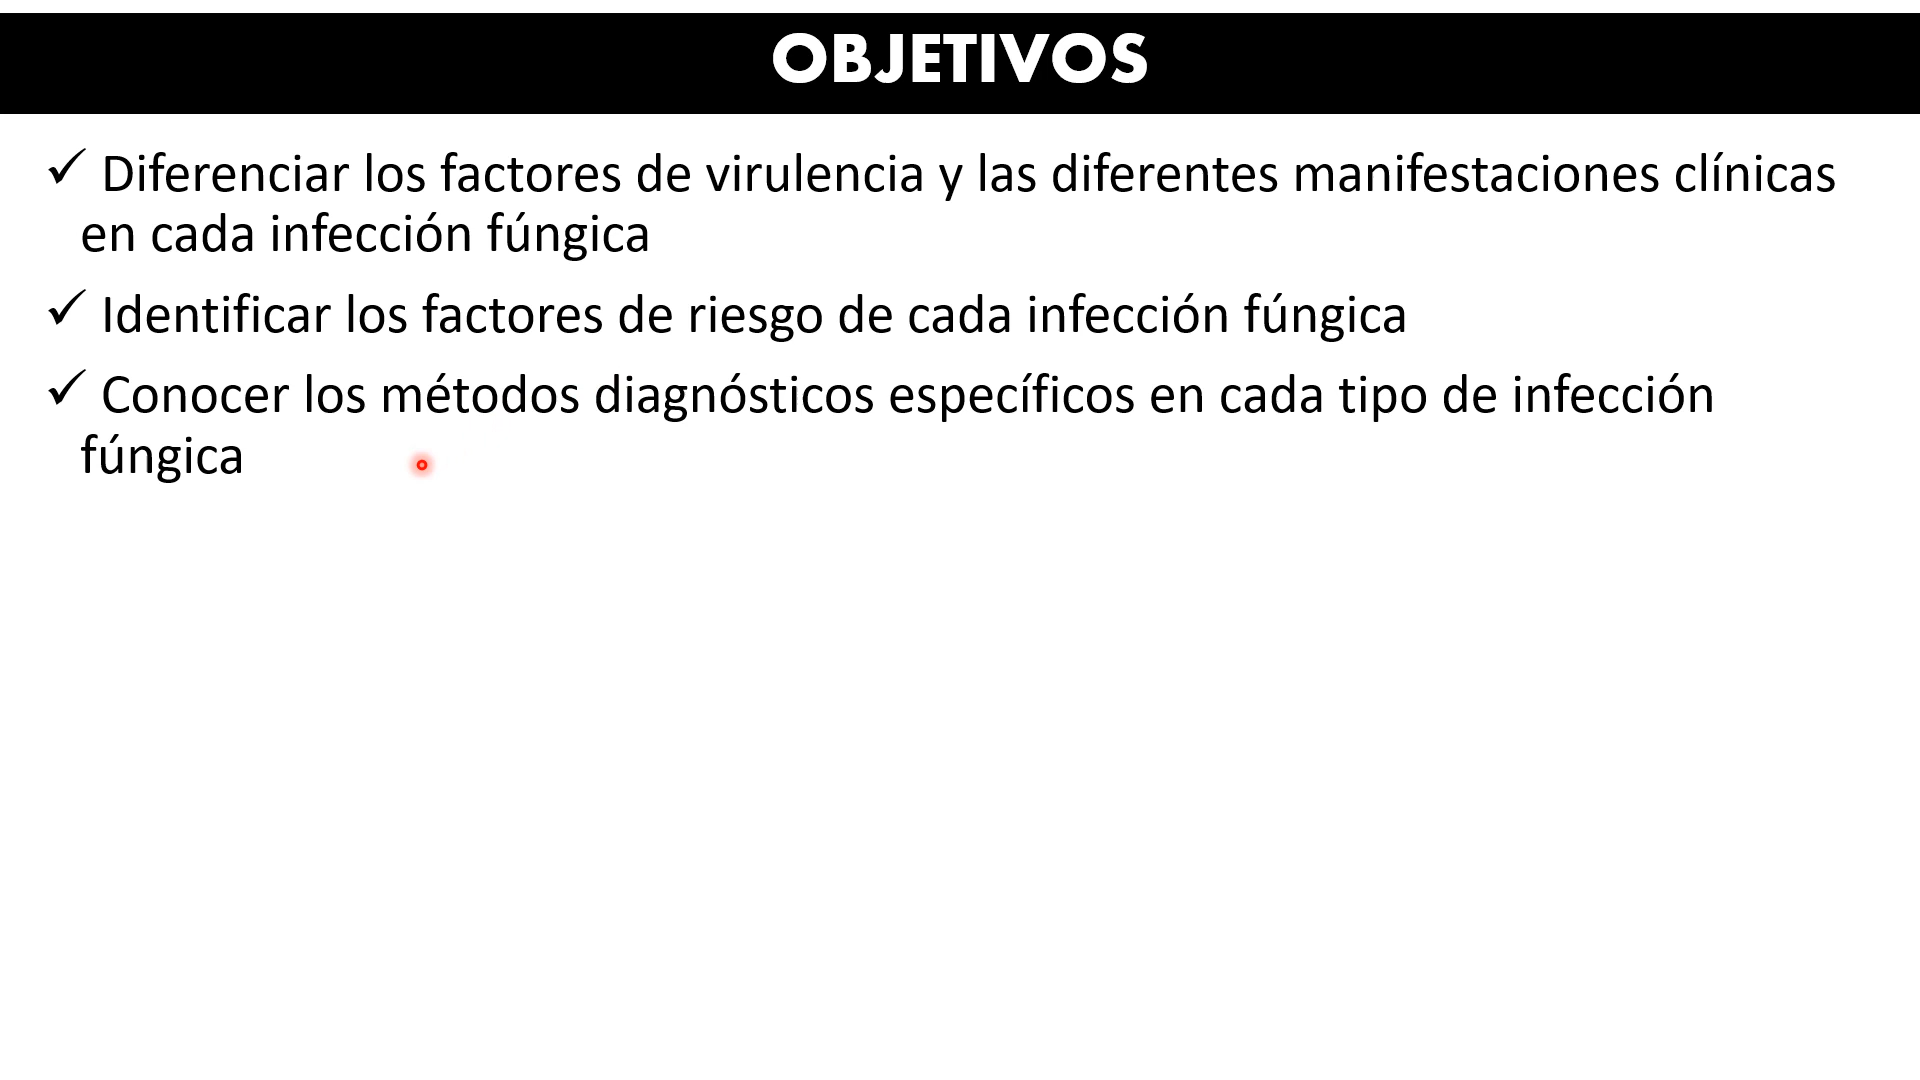 OBJETIVOS
✓ Diferenciar los factores de virulencia y las diferentes manifestaciones clínicas
en cada infección fúngica
✓ Identificar los factores de riesgo de cada infección fúngica
✓ Conocer los métodos diagnósticos específicos en cada tipo de infección
fúngica